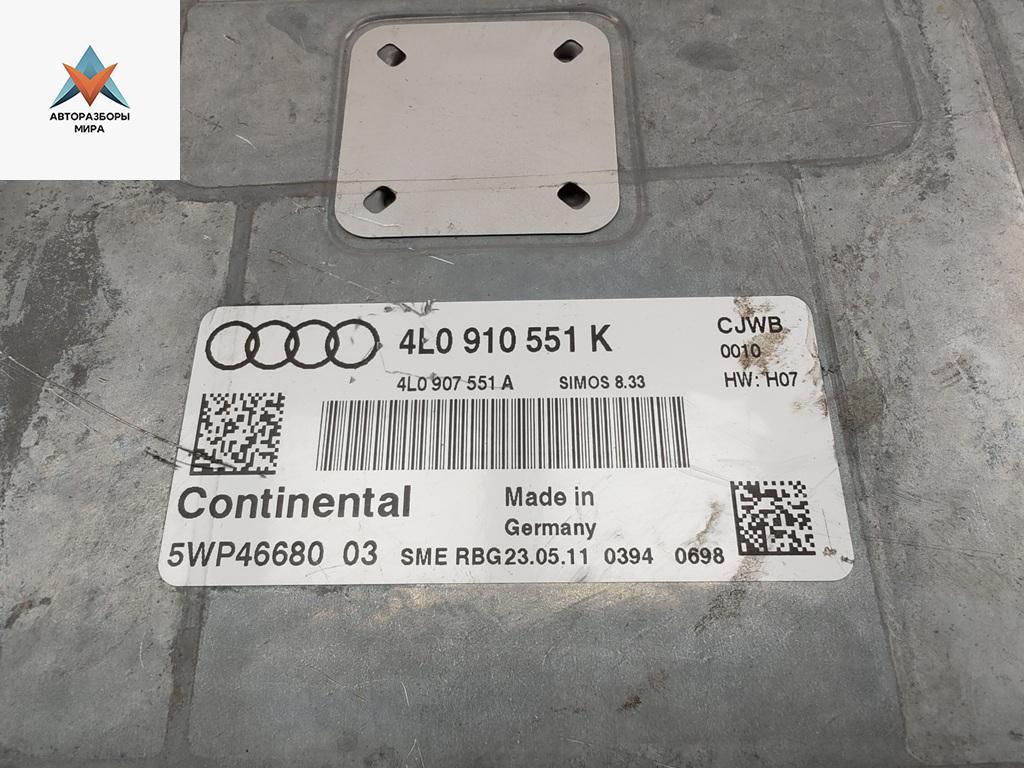 АВТОРАЗБОРЫ
МИРА
4L0 910 551 K
CJWB
0010
4L0 907 551 A SIMOS 8.33
HW: H07
Continental
Made in
Germany
5WP46680 03 SME RBG23.05.11 0394 0698